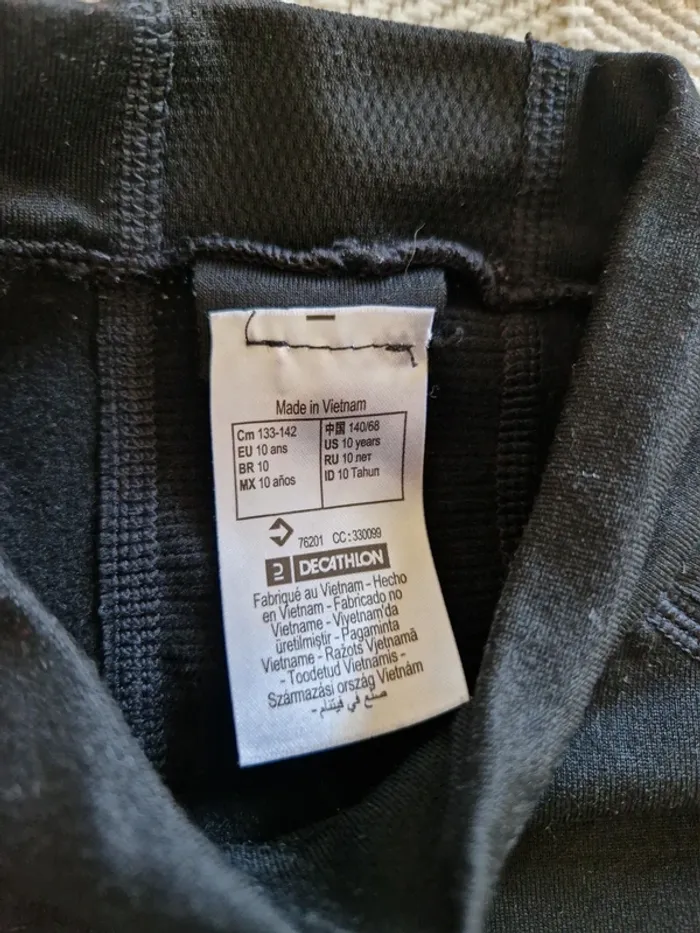 Made in Vietnam
Cm 133-142
EU 10 ans
BR 10
MX 10 años
中国 140/68
US 10 years
RU 10 лет
ID 10 Tahun
76201 CC:330099
DECATHLON
Fabriqué au Vietnam - Hecho
en Vietnam - Fabricado no
Vietname - Viyetnam'da
üretilmiştir - Pagaminta
Vietname - Ražots Vjetnamā
- Toodetud Vietnamis -
Származási ország Vietnám
- صنع في فيتنام